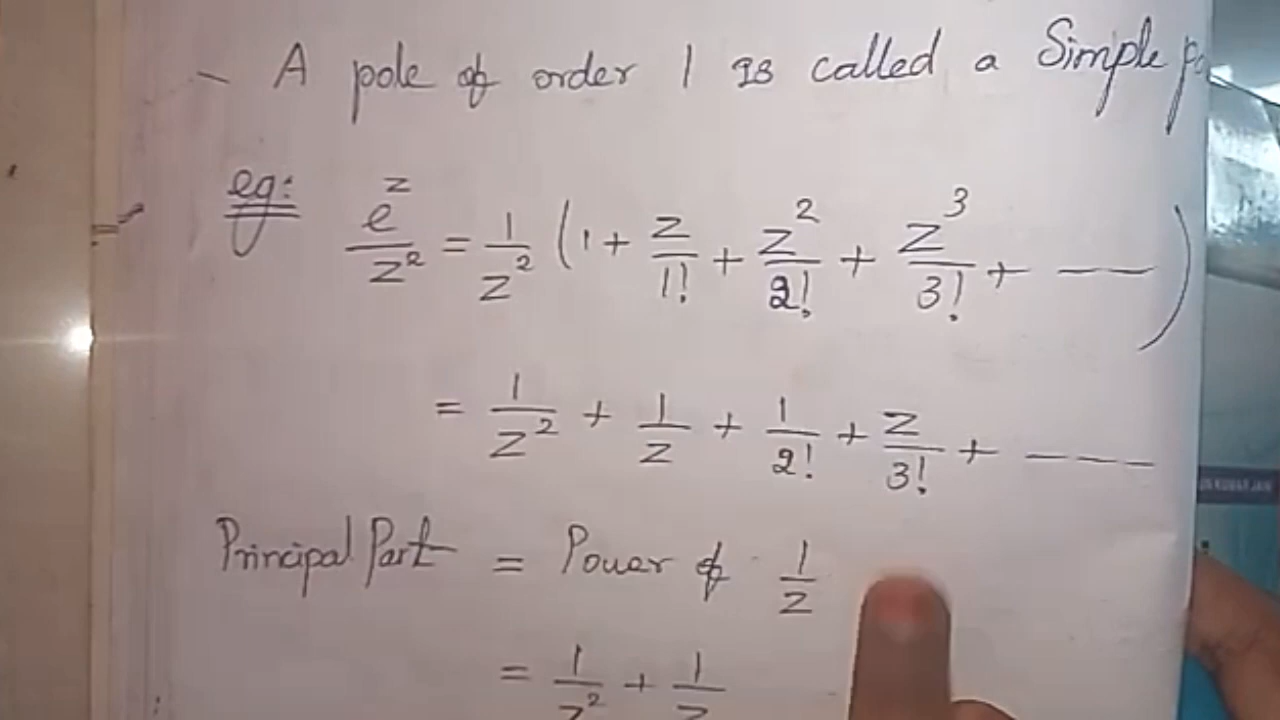 - A pole of order 1 is called a Simple
eg: e^z/z^2 = 1/z^2 (1 + z/1! + z^2/2! + z^3/3! + ----)
= 1/z^2 + 1/z + 1/2! + z/3! + ----
Principal Part = Power of 1/z
= 1/z^2 + 1/z